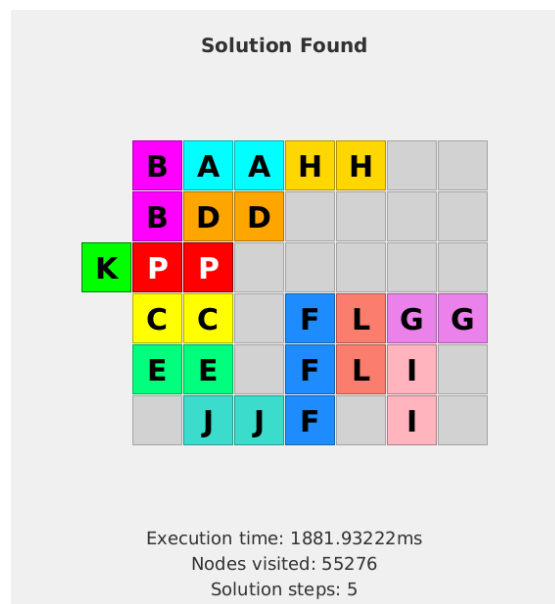 Solution Found
B A A H H
B D D
K P P
C C F L G G
E E F L I
J J F I
Execution time: 1881.93222ms
Nodes visited: 55276
Solution steps: 5